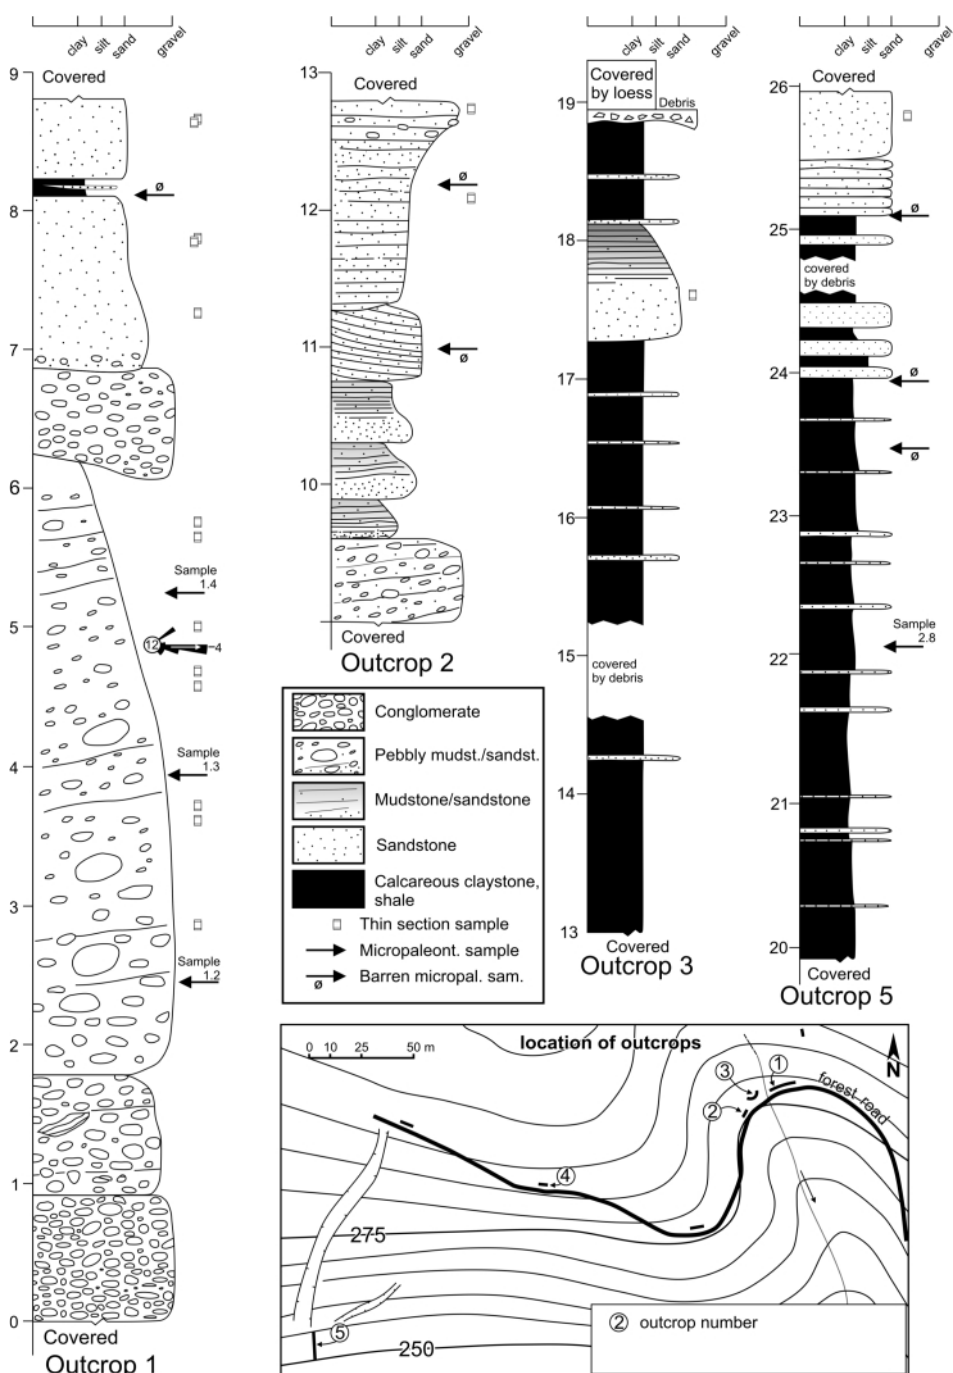 clay silt sand gravel
clay silt sand gravel
clay silt sand gravel
clay silt sand gravel
9
Covered
8
ø
7
6
Sample
1.4
5
12
4
Sample
1.3
4
3
Sample
1.2
2
1
0
Covered
Outcrop 1
13
Covered
12
ø
11
ø
10
Covered
Outcrop 2
Conglomerate
Pebbly mudst./sandst.
Mudstone/sandstone
Sandstone
Calcareous claystone,
shale
Thin section sample
Micropaleont. sample
ø
Barren micropal. sam.
Covered
by loess
Debris
19
18
17
16
15
covered
by debris
14
13
Covered
Outcrop 3
26
Covered
ø
25
covered
by debris
24
ø
ø
23
Sample
2.8
22
21
20
Covered
Outcrop 5
location of outcrops
0 10 50 m
N
1
3
2
forest road
4
275
5
250
2 outcrop number